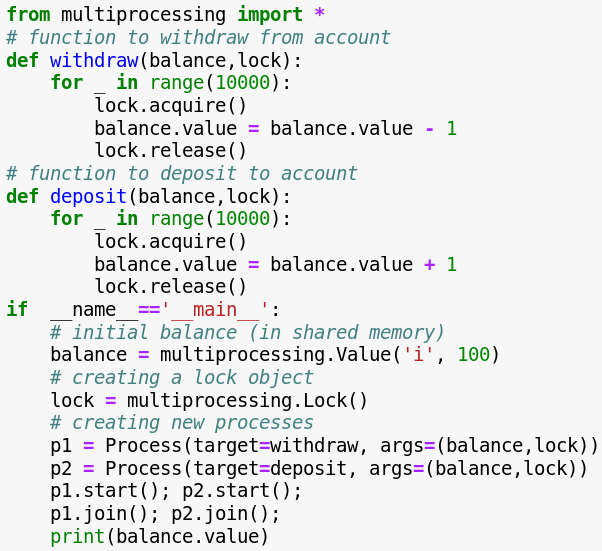 from multiprocessing import *
# function to withdraw from account
def withdraw(balance,lock):
    for _ in range(10000):
        lock.acquire()
        balance.value = balance.value - 1
        lock.release()
# function to deposit to account
def deposit(balance,lock):
    for _ in range(10000):
        lock.acquire()
        balance.value = balance.value + 1
        lock.release()
if  __name__=='__main__':
    # initial balance (in shared memory)
    balance = multiprocessing.Value('i', 100)
    # creating a lock object
    lock = multiprocessing.Lock()
    # creating new processes
    p1 = Process(target=withdraw, args=(balance,lock))
    p2 = Process(target=deposit, args=(balance,lock))
    p1.start(); p2.start();
    p1.join(); p2.join();
    print(balance.value)